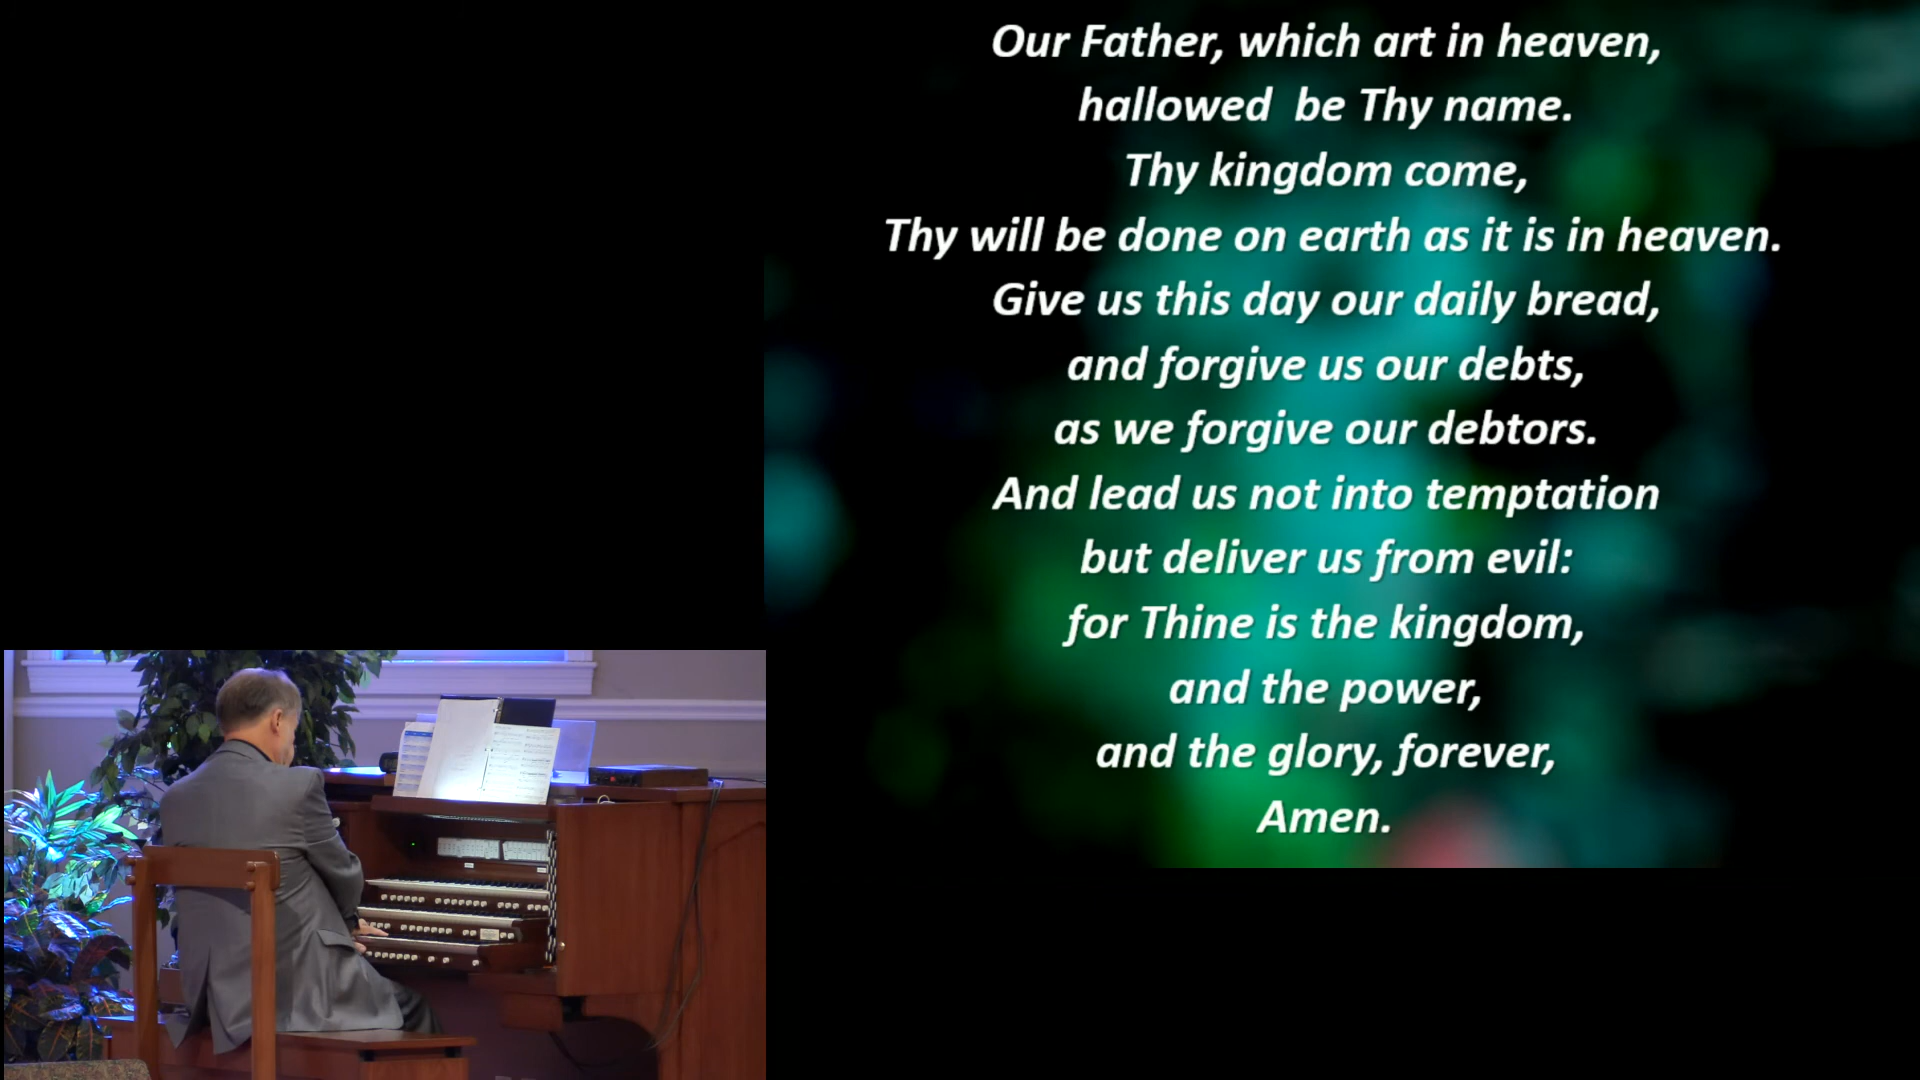 Our Father, which art in heaven,
hallowed be Thy name.
Thy kingdom come,
Thy will be done on earth as it is in heaven.
Give us this day our daily bread,
and forgive us our debts,
as we forgive our debtors.
And lead us not into temptation
but deliver us from evil:
for Thine is the kingdom,
and the power,
and the glory, forever,
Amen.